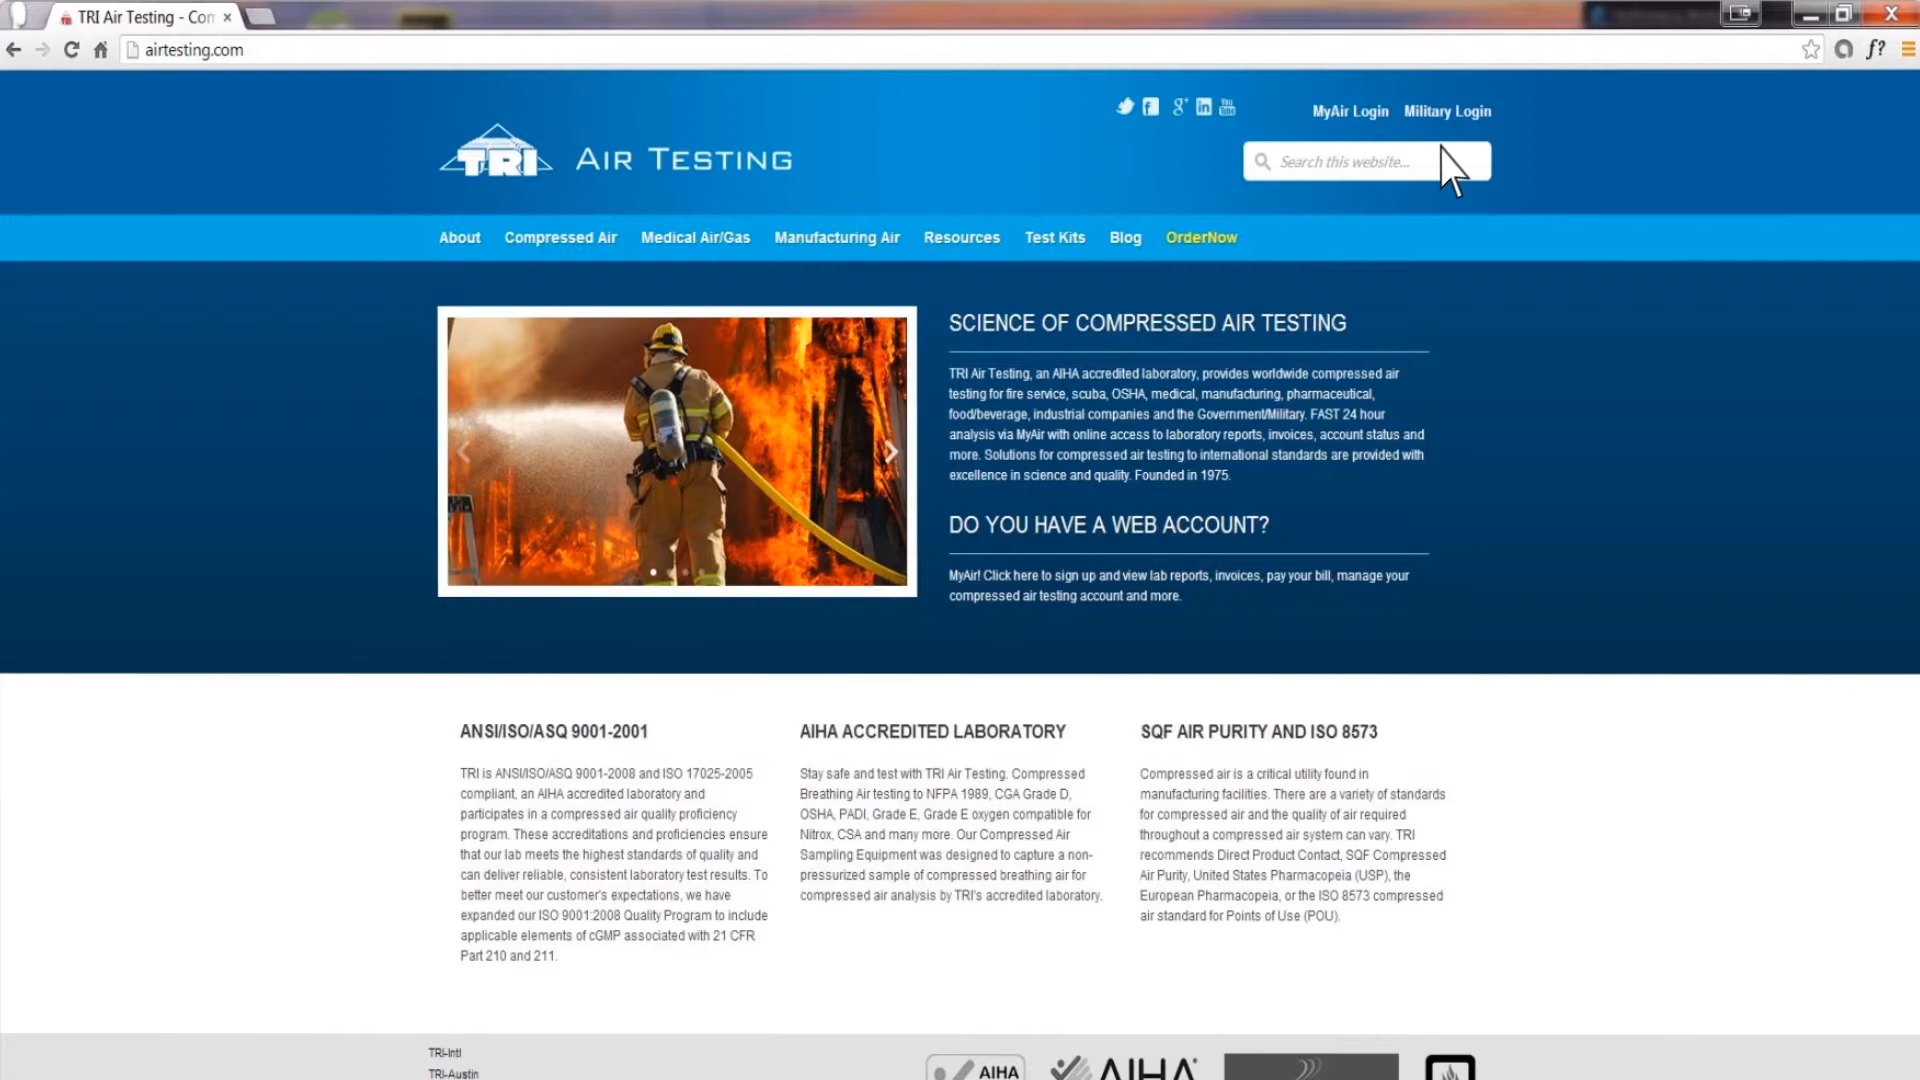 TRI Air Testing - Con
airtesting.com
MyAir Login Military Login
TRI AIR TESTING
Search this website...
About Compressed Air Medical Air/Gas Manufacturing Air Resources Test Kits Blog OrderNow
SCIENCE OF COMPRESSED AIR TESTING
TRI Air Testing, an AIHA accredited laboratory, provides worldwide compressed air
testing for fire service, scuba, OSHA, medical, manufacturing, pharmaceutical,
food/beverage, industrial companies and the Government/Military. FAST 24 hour
analysis via MyAir with online access to laboratory reports, invoices, account status and
more. Solutions for compressed air testing to international standards are provided with
excellence in science and quality. Founded in 1975.
DO YOU HAVE A WEB ACCOUNT?
MyAir! Click here to sign up and view lab reports, invoices, pay your bill, manage your
compressed air testing account and more.
ANSI/ISO/ASQ 9001-2001
TRI is ANSI/ISO/ASQ 9001-2008 and ISO 17025-2005
compliant, an AIHA accredited laboratory and
participates in a compressed air quality proficiency
program. These accreditations and proficiencies ensure
that our lab meets the highest standards of quality and
can deliver reliable, consistent laboratory test results. To
better meet our customer's expectations, we have
expanded our ISO 9001:2008 Quality Program to include
applicable elements of cGMP associated with 21 CFR
Part 210 and 211.
AIHA ACCREDITED LABORATORY
Stay safe and test with TRI Air Testing. Compressed
Breathing Air testing to NFPA 1989, CGA Grade D,
OSHA, PADI, Grade E, Grade E oxygen compatible for
Nitrox, CSA and many more. Our Compressed Air
Sampling Equipment was designed to capture a non-
pressurized sample of compressed breathing air for
compressed air analysis by TRI's accredited laboratory.
SQF AIR PURITY AND ISO 8573
Compressed air is a critical utility found in
manufacturing facilities. There are a variety of standards
for compressed air and the quality of air required
throughout a compressed air system can vary. TRI
recommends Direct Product Contact, SQF Compressed
Air Purity, United States Pharmacopeia (USP), the
European Pharmacopeia, or the ISO 8573 compressed
air standard for Points of Use (POU).
TRI-Intl
TRI-Austin
AIHA
AIHA